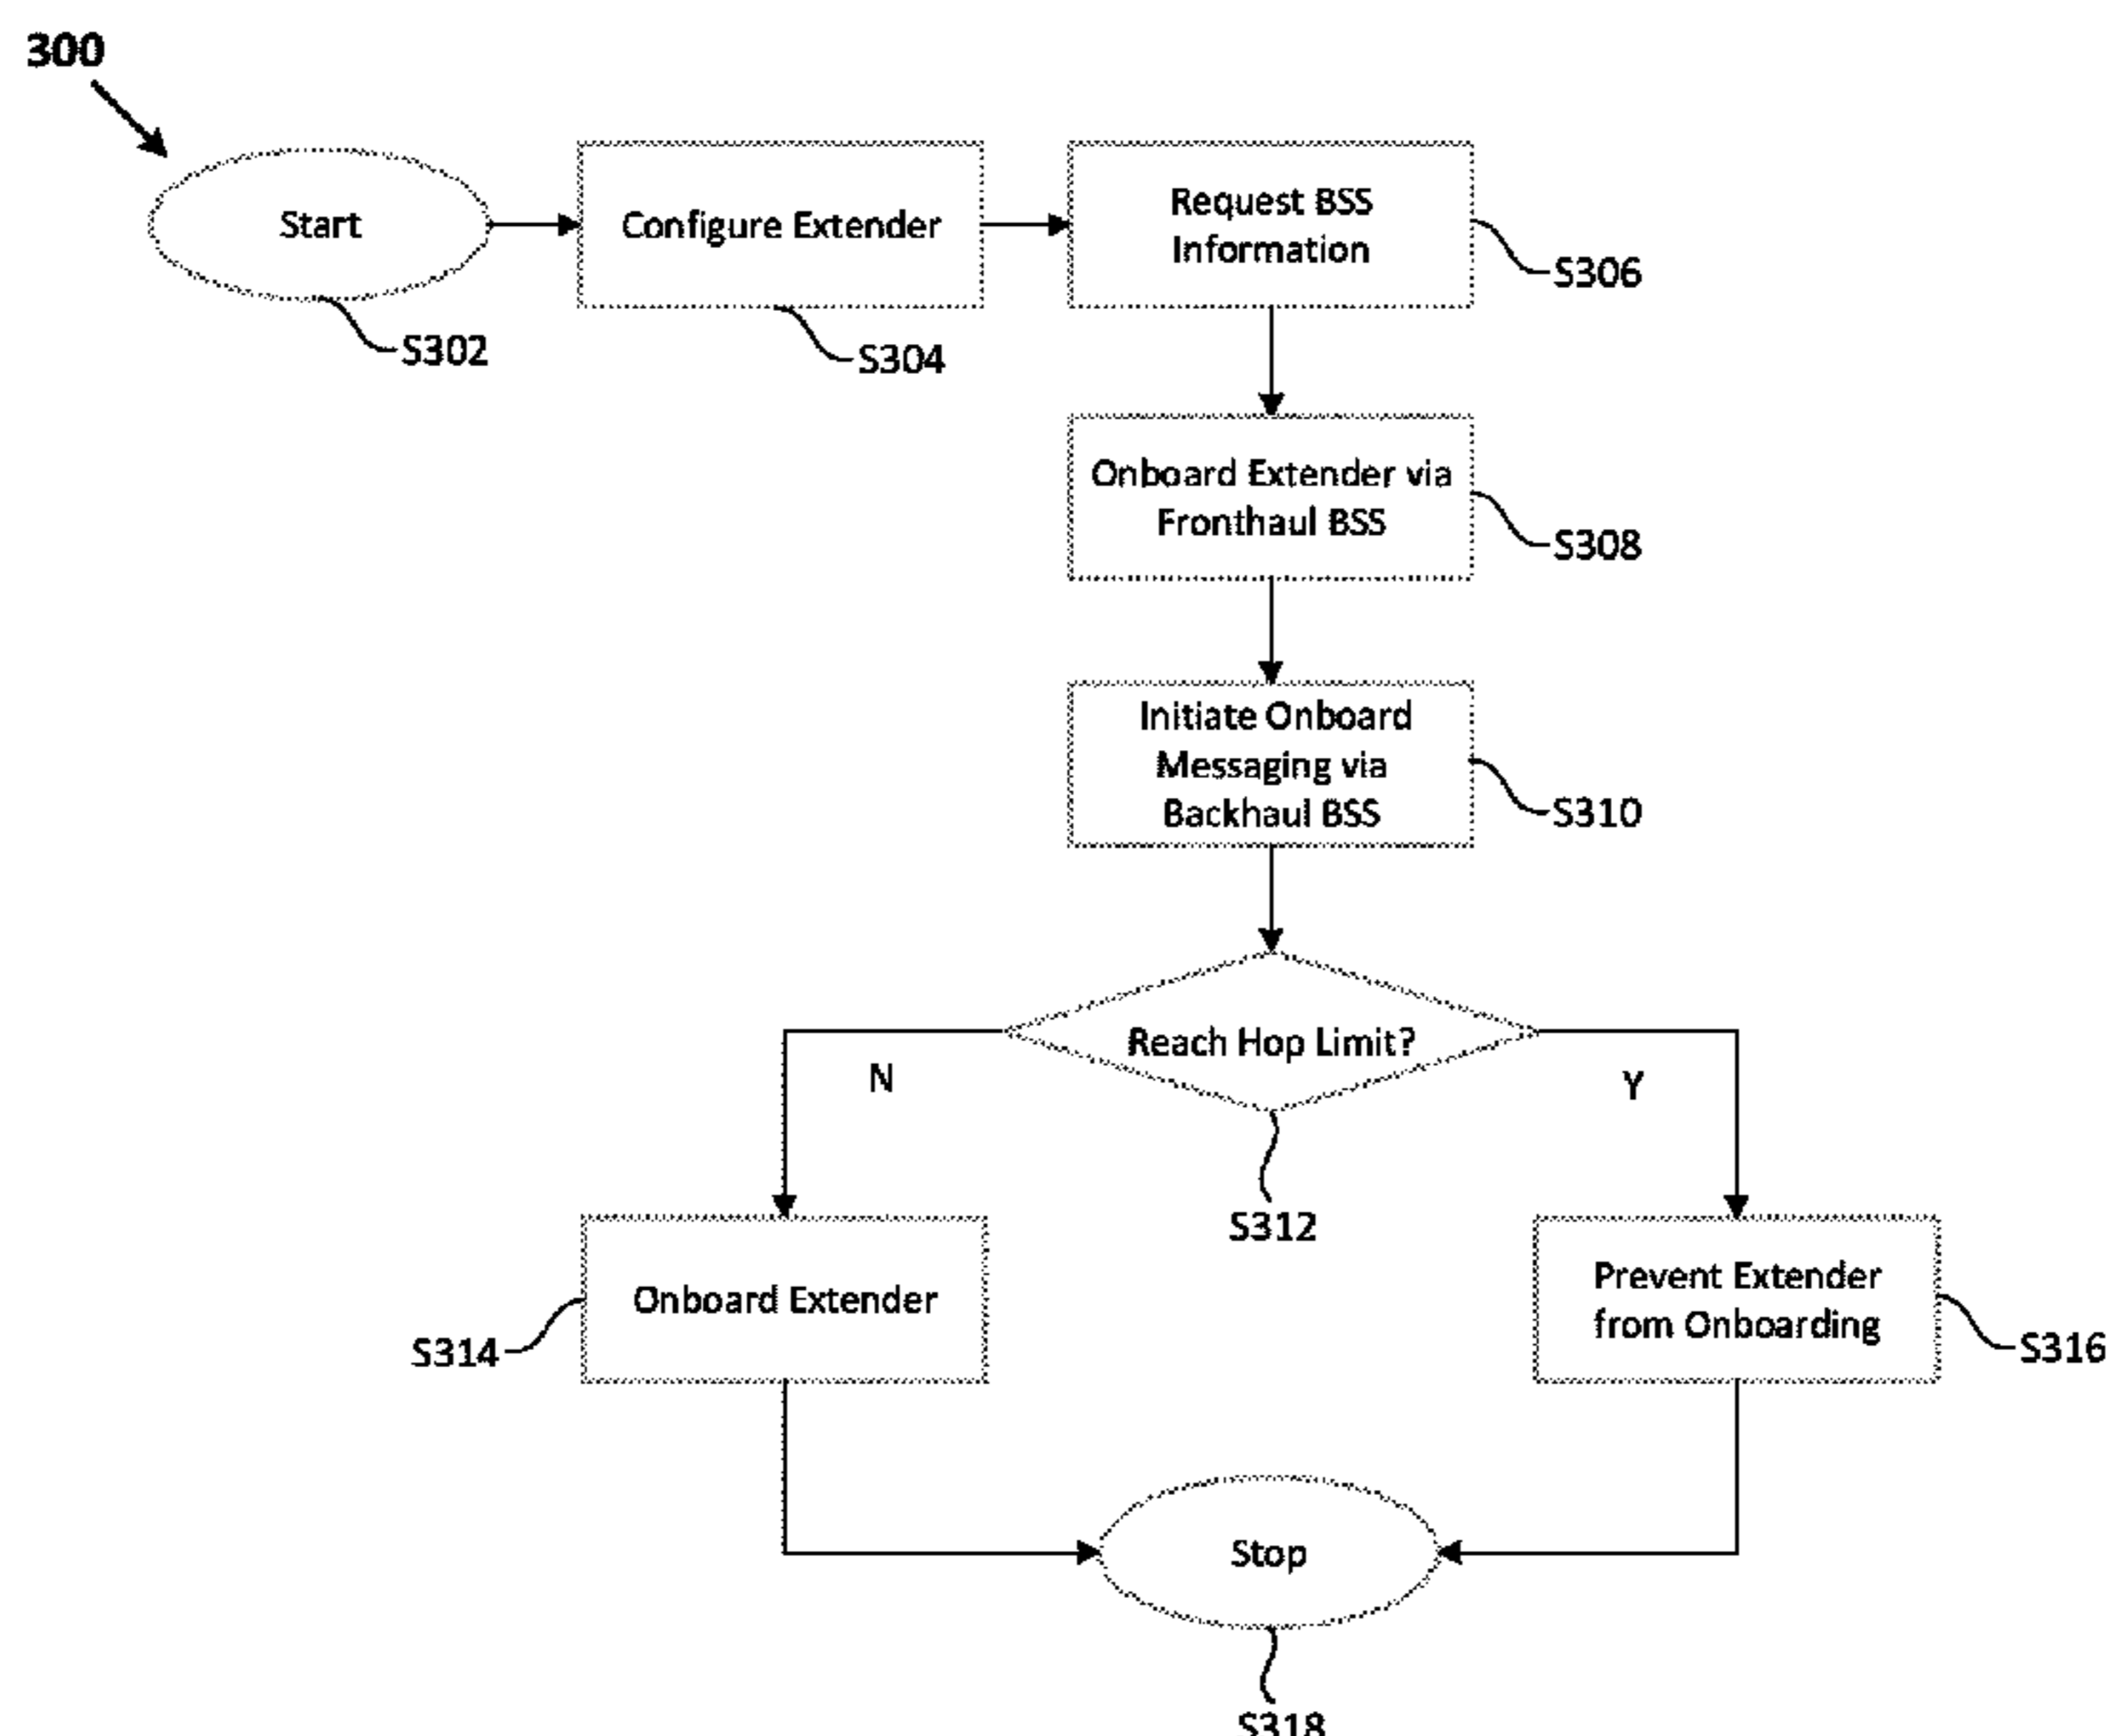 300
Start
Configure Extender
Request BSS
Information
S302
S304
S306
Onboard Extender via
Fronthaul BSS
S308
Initiate Onboard
Messaging via
Backhaul BSS
S310
Reach Hop Limit?
N
Y
S312
Onboard Extender
S314
Prevent Extender
from Onboarding
S316
Stop
S318